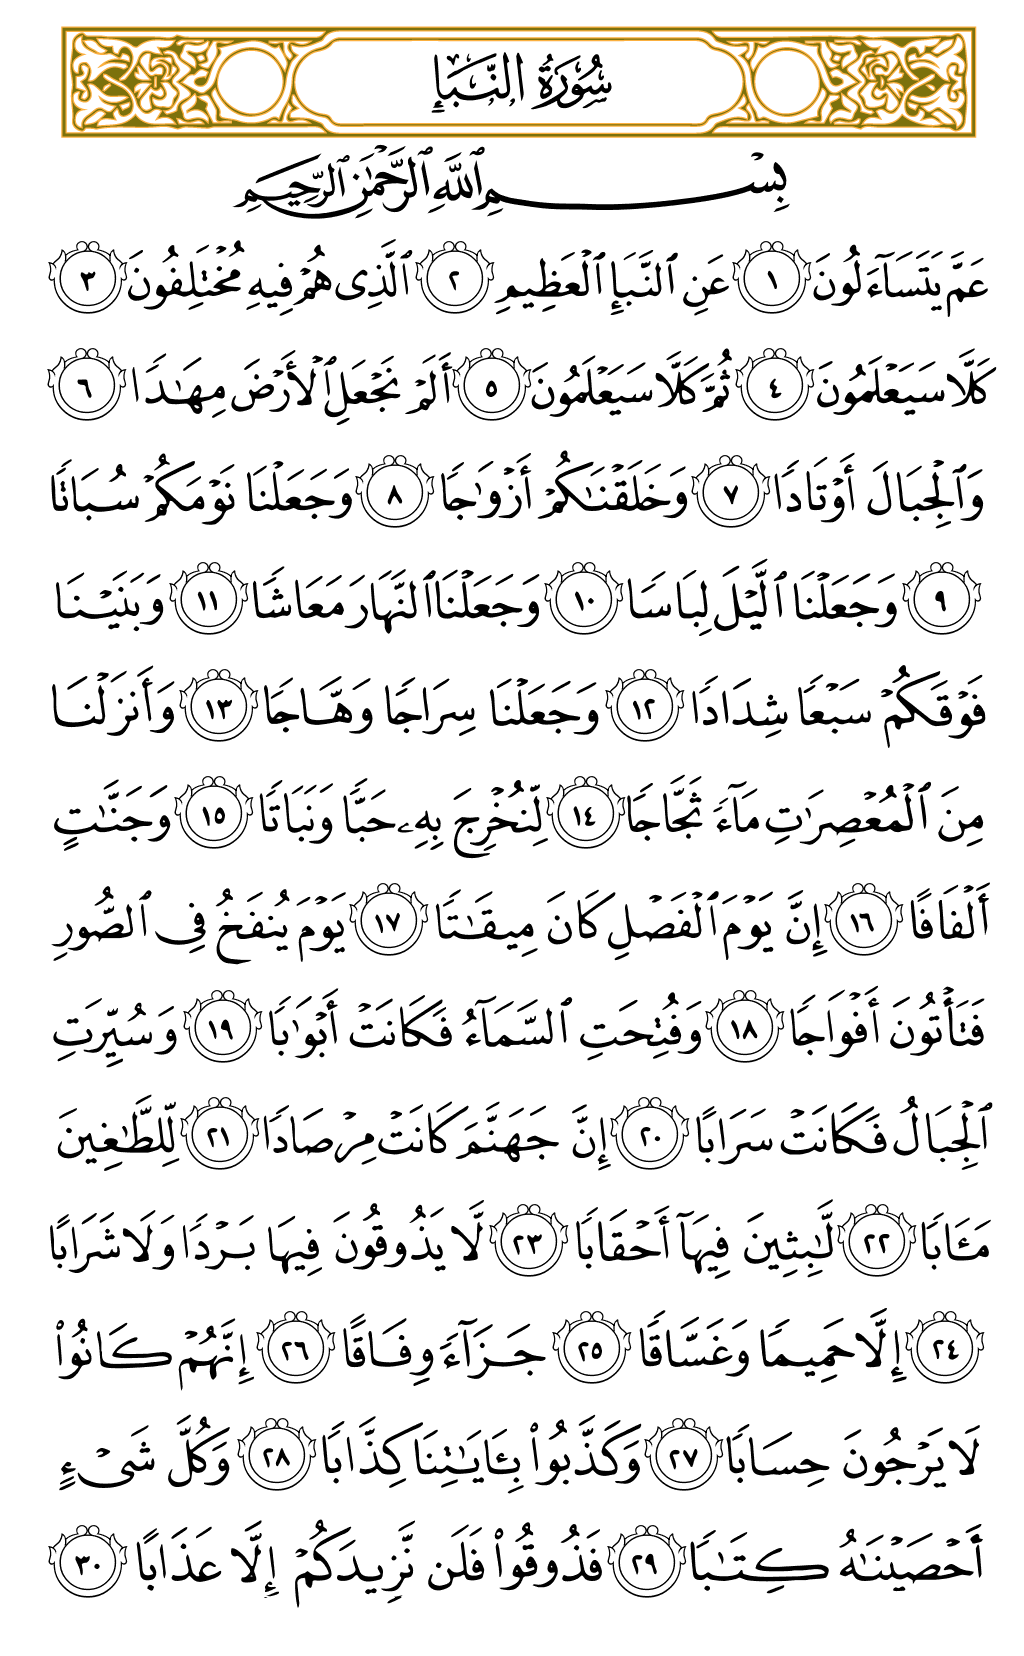 سُورَةُ النَّبَإِ
بِسْمِ اللَّهِ الرَّحْمَٰنِ الرَّحِيمِ
عَمَّ يَتَسَآءَلُونَ ١ عَنِ ٱلنَّبَإِ ٱلْعَظِيمِ ٢ ٱلَّذِى هُمْ فِيهِ مُخْتَلِفُونَ ٣
كَلَّا سَيَعْلَمُونَ ٤ ثُمَّ كَلَّا سَيَعْلَمُونَ ٥ أَلَمْ نَجْعَلِ ٱلْأَرْضَ مِهَٰدًا ٦
وَٱلْجِبَالَ أَوْتَادًا ٧ وَخَلَقْنَٰكُمْ أَزْوَٰجًا ٨ وَجَعَلْنَا نَوْمَكُمْ سُبَاتًا
٩ وَجَعَلْنَا ٱلَّيْلَ لِبَاسًا ١٠ وَجَعَلْنَا ٱلنَّهَارَ مَعَاشًا ١١ وَبَنَيْنَا
فَوْقَكُمْ سَبْعًا شِدَادًا ١٢ وَجَعَلْنَا سِرَاجًا وَهَّاجًا ١٣ وَأَنزَلْنَا
مِنَ ٱلْمُعْصِرَٰتِ مَآءً ثَجَّاجًا ١٤ لِّنُخْرِجَ بِهِۦ حَبًّا وَنَبَاتًا ١٥ وَجَنَّٰتٍ
أَلْفَافًا ١٦ إِنَّ يَوْمَ ٱلْفَصْلِ كَانَ مِيقَٰتًا ١٧ يَوْمَ يُنفَخُ فِى ٱلصُّورِ
فَتَأْتُونَ أَفْوَاجًا ١٨ وَفُتِحَتِ ٱلسَّمَآءُ فَكَانَتْ أَبْوَٰبًا ١٩ وَسُيِّرَتِ
ٱلْجِبَالُ فَكَانَتْ سَرَابًا ٢٠ إِنَّ جَهَنَّمَ كَانَتْ مِرْصَادًا ٢١ لِّلطَّٰغِينَ
مَـَٔابًا ٢٢ لَّٰبِثِينَ فِيهَآ أَحْقَابًا ٢٣ لَّا يَذُوقُونَ فِيهَا بَرْدًا وَلَا شَرَابًا
٢٤ إِلَّا حَمِيمًا وَغَسَّاقًا ٢٥ جَزَآءً وِفَاقًا ٢٦ إِنَّهُمْ كَانُوا۟
لَا يَرْجُونَ حِسَابًا ٢٧ وَكَذَّبُوا۟ بِـَٔايَٰتِنَا كِذَّابًا ٢٨ وَكُلَّ شَىْءٍ
أَحْصَيْنَٰهُ كِتَٰبًا ٢٩ فَذُوقُوا۟ فَلَن نَّزِيدَكُمْ إِلَّا عَذَابًا ٣٠